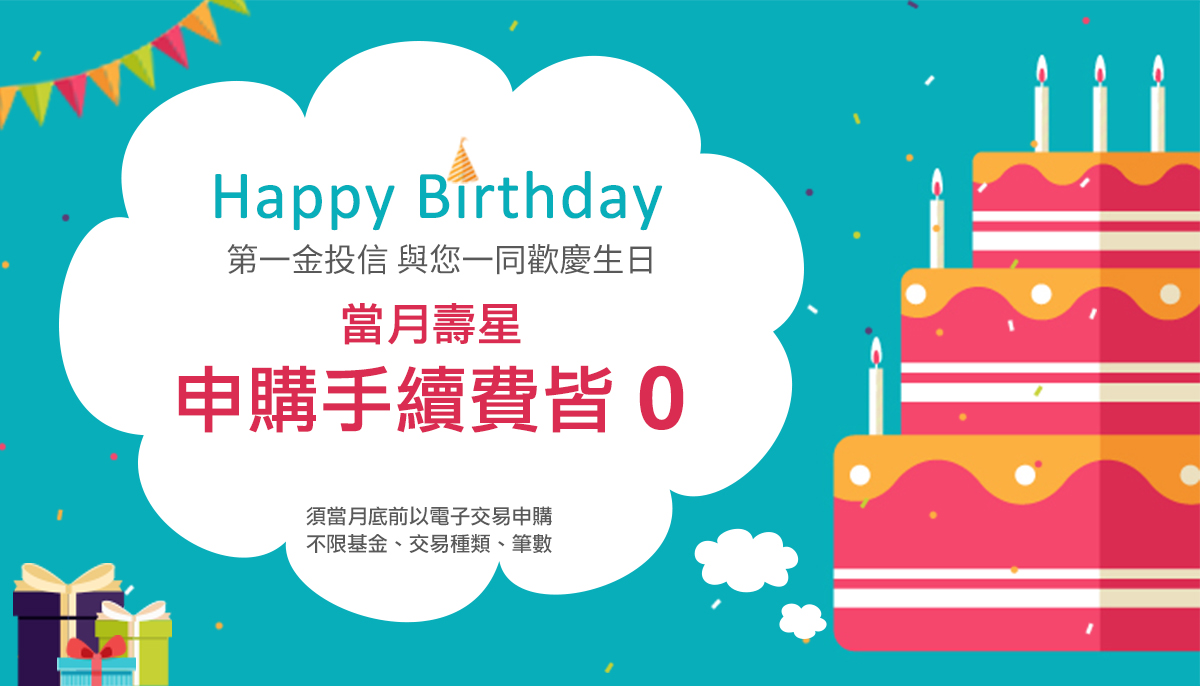 Happy Birthday
第一金投信 與您一同歡慶生日
當月壽星
申購手續費皆 0
須當月底前以電子交易申購
不限基金、交易種類、筆數